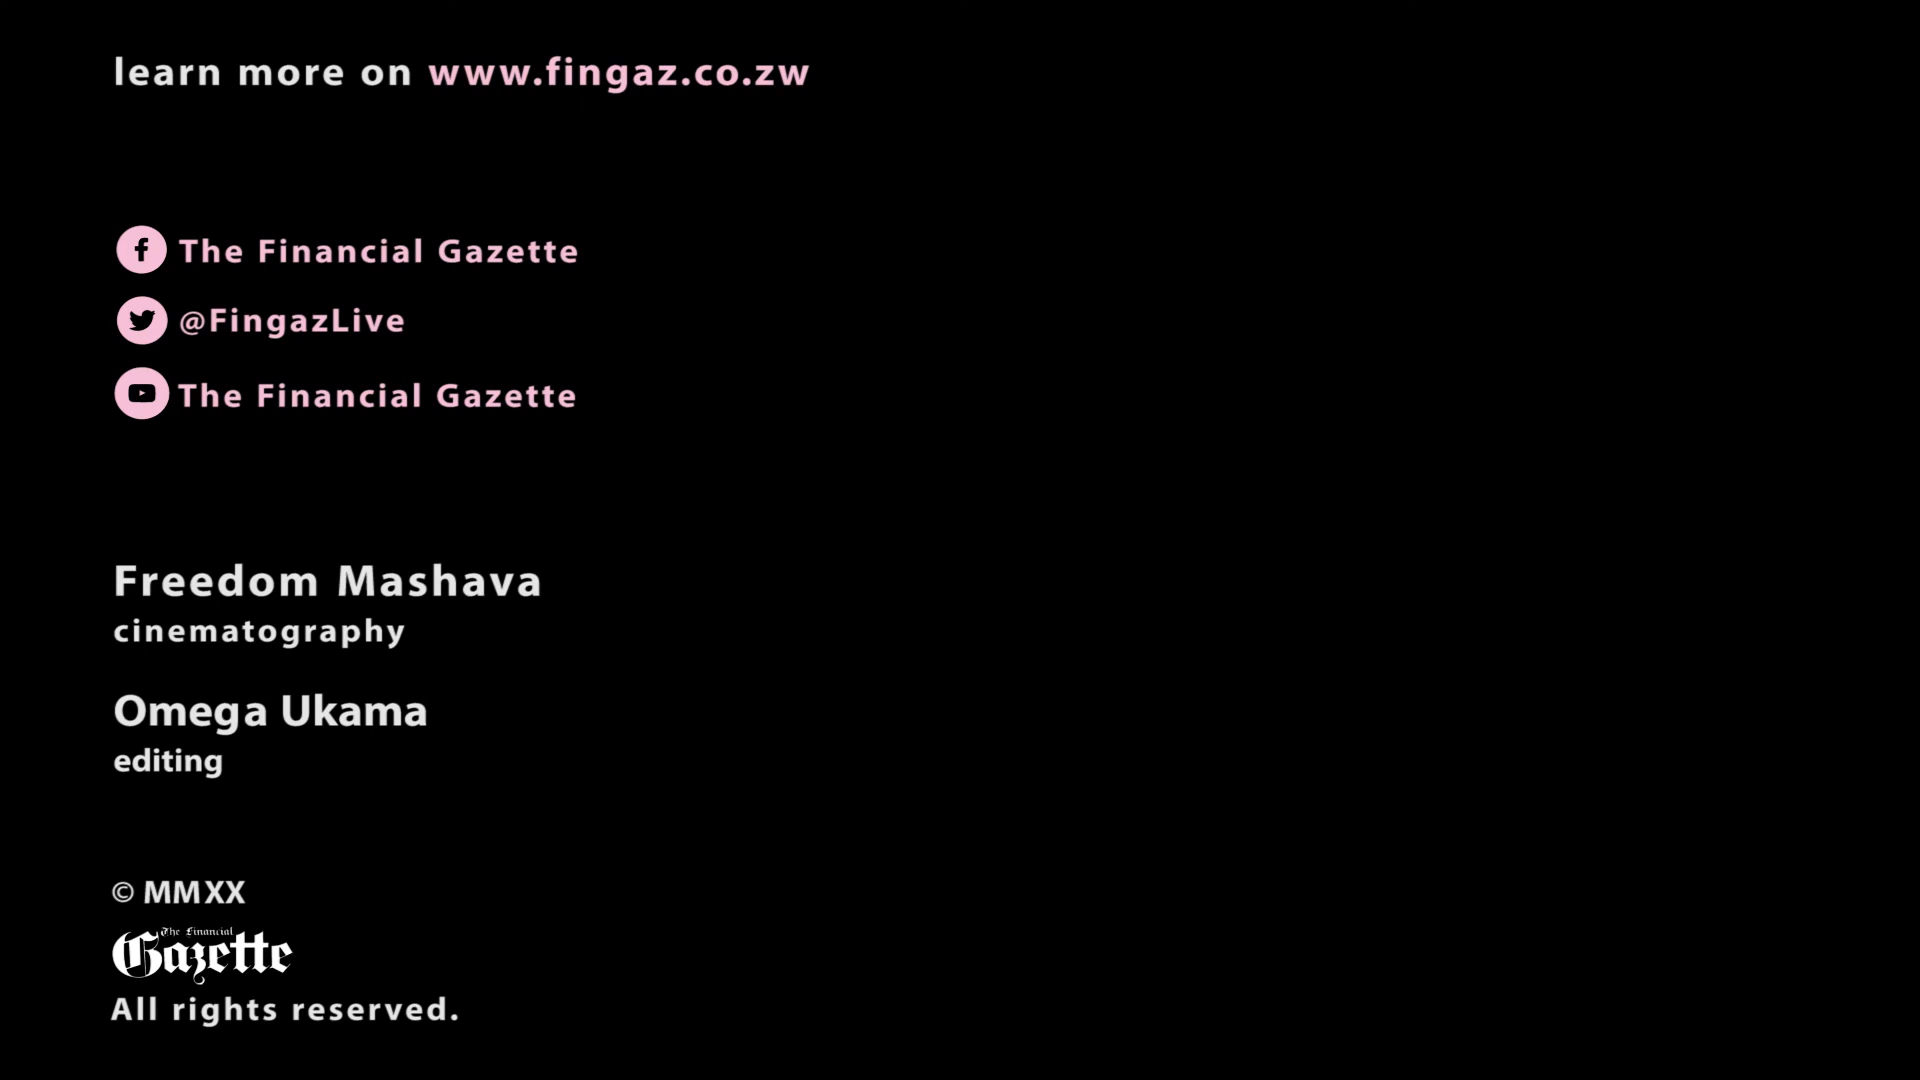 learn more on www.fingaz.co.zw
The Financial Gazette
@FingazLive
The Financial Gazette
Freedom Mashava
cinematography
Omega Ukama
editing
© MMXX
The Financial
Gazette
All rights reserved.